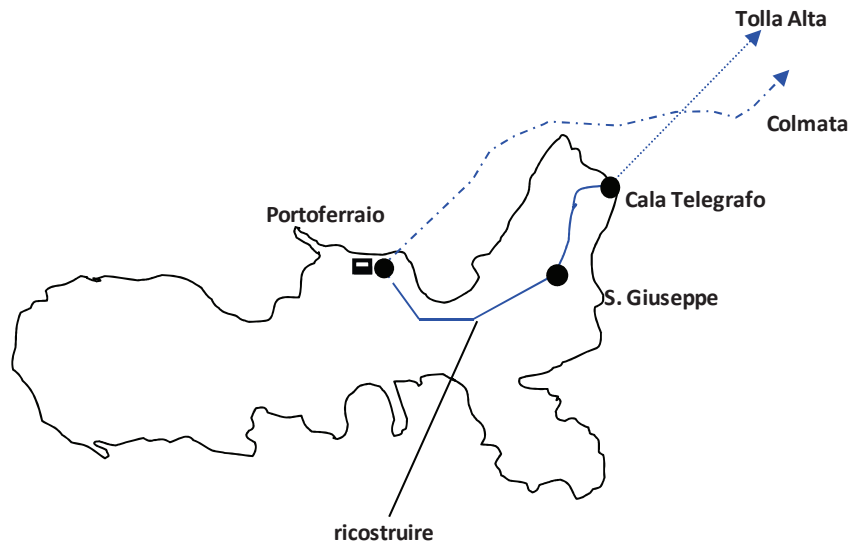 Tolla Alta
Colmata
Cala Telegrafo
Portoferraio
S. Giuseppe
ricostruire